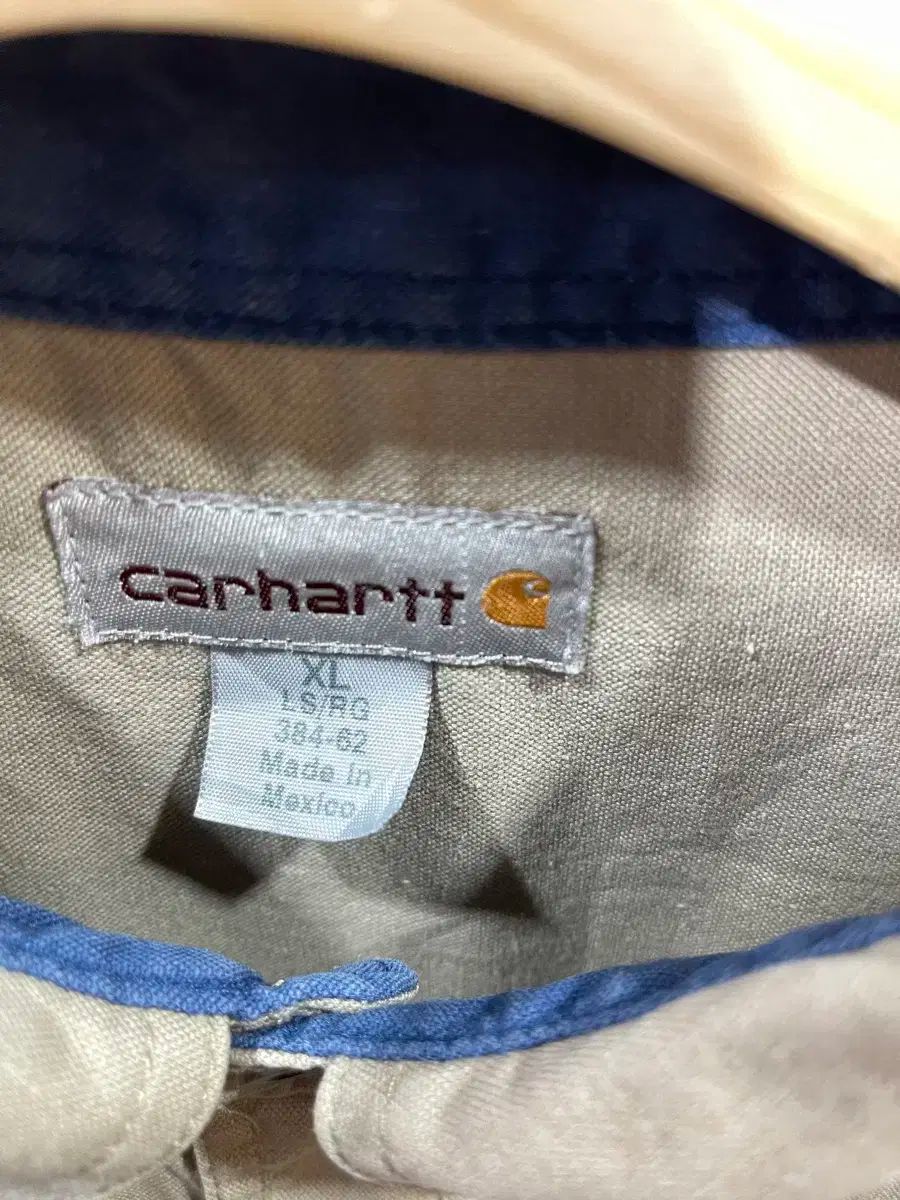 carhartt
XL
LS/RG
384-62
Made In
Mexico